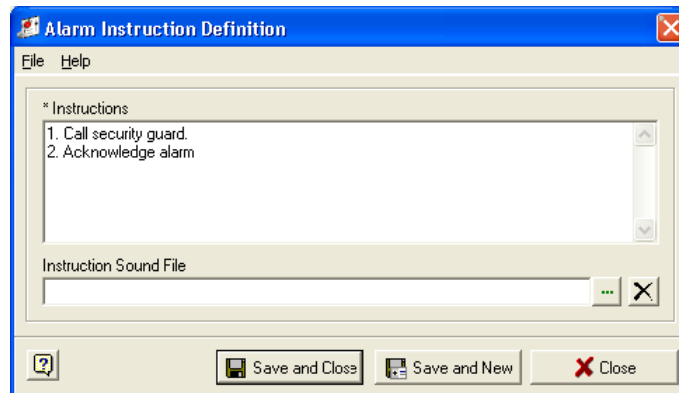 Alarm Instruction Definition
File Help
* Instructions
1. Call security guard.
2. Acknowledge alarm
Instruction Sound File
Save and Close Save and New Close